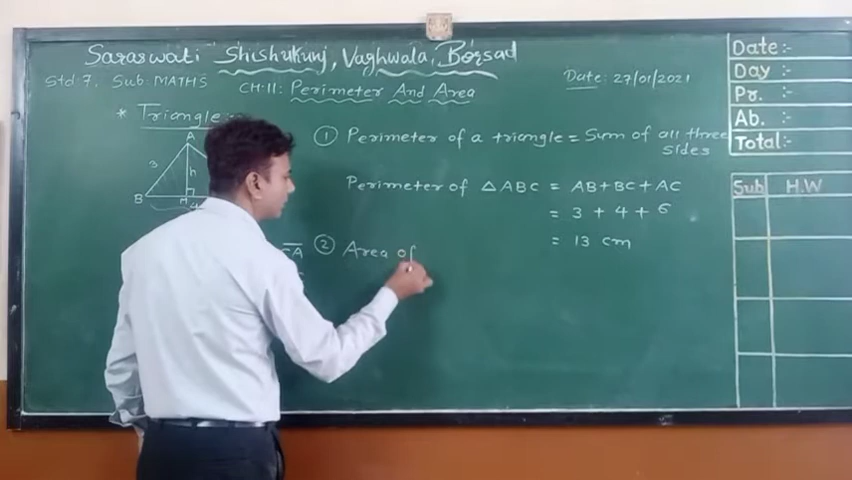 Saraswati Shishukunj, Vaghwala, Borsad
Std: 7, Sub: MATHS
CH:11: Perimeter And Area
Date: 27/01/2021
* Triangle:-
A
3
h
B
M
4
① Perimeter of a triangle = Sum of all three sides
Perimeter of △ABC = AB+BC+AC
= 3 + 4 + 6
= 13 cm
② Area of
Date:-
Day :-
Pr. :-
Ab. :-
Total:-
Sub H.W